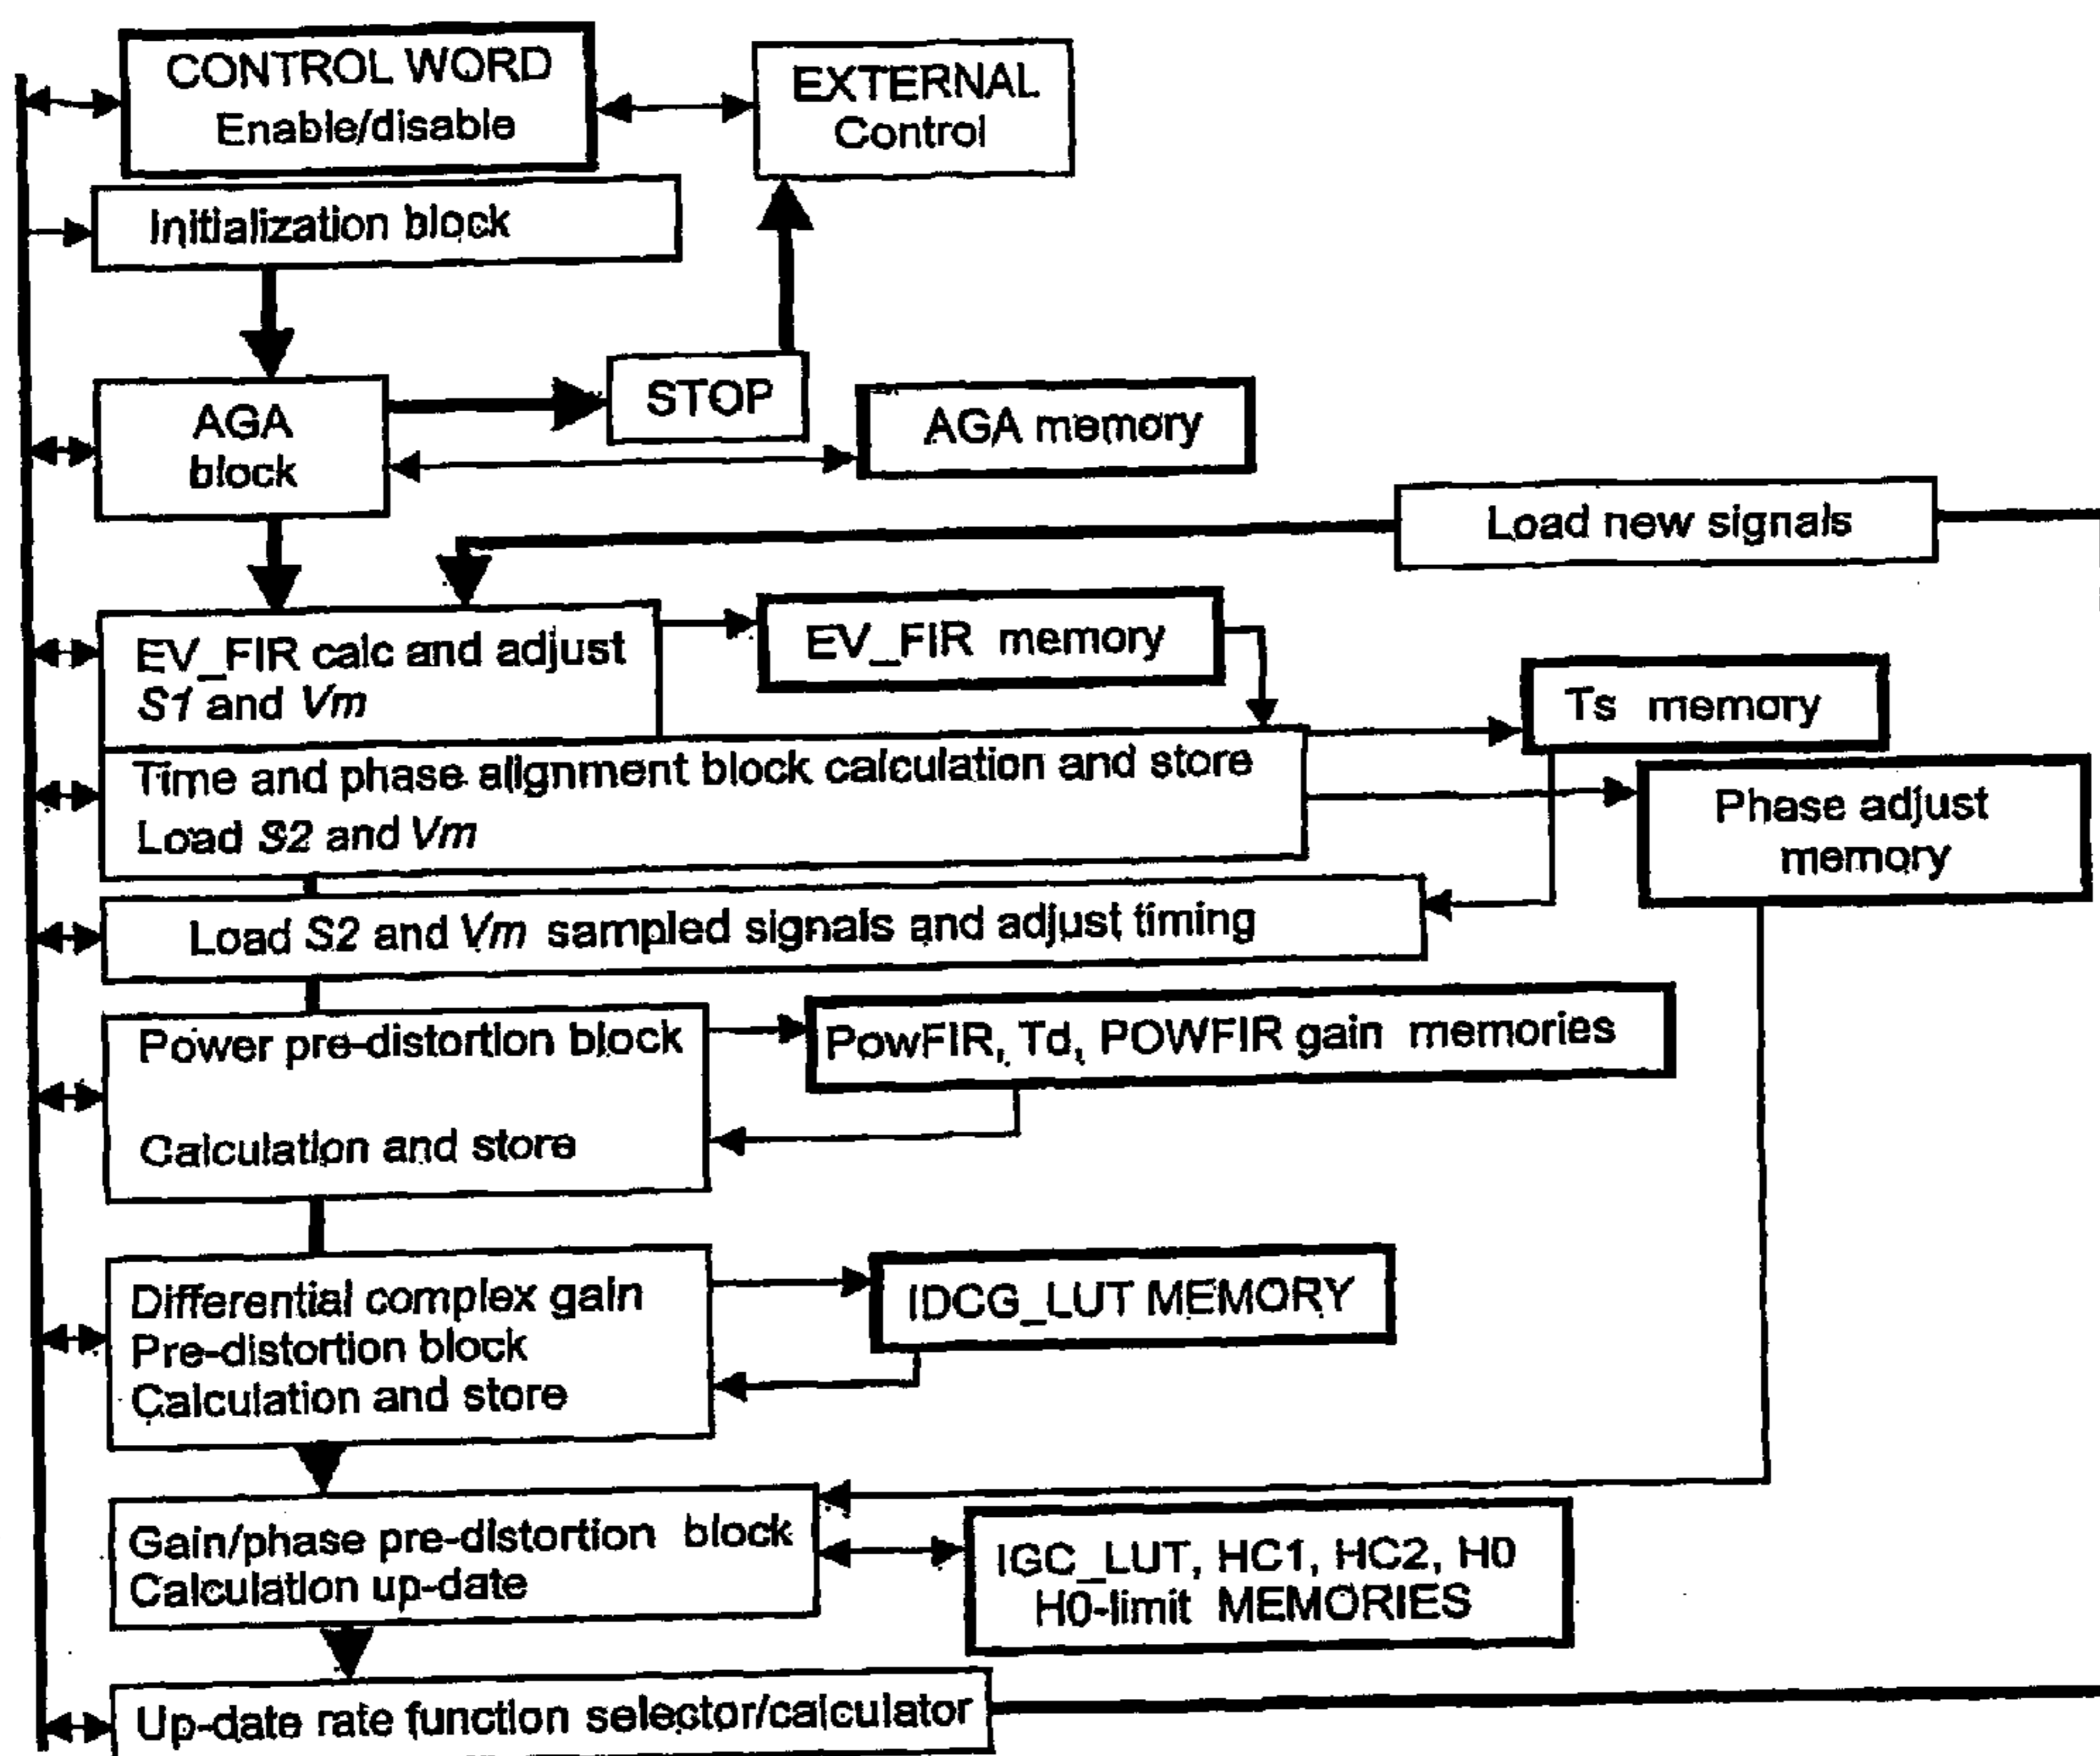 CONTROL WORD
Enable/disable
EXTERNAL
Control
Initialization block
AGA
block
STOP
AGA memory
Load new signals
EV_FIR calc and adjust
S1 and Vm
EV_FIR memory
Ts memory
Time and phase alignment block calculation and store
Load S2 and Vm
Phase adjust
memory
Load S2 and Vm sampled signals and adjust timing
Power pre-distortion block
Calculation and store
PowFIR, Td, POWFIR gain memories
Differential complex gain
Pre-distortion block
Calculation and store
IDCG_LUT MEMORY
Gain/phase pre-distortion block
Calculation up-date
IGC_LUT, HC1, HC2, H0
H0-limit MEMORIES
Up-date rate function selector/calculator